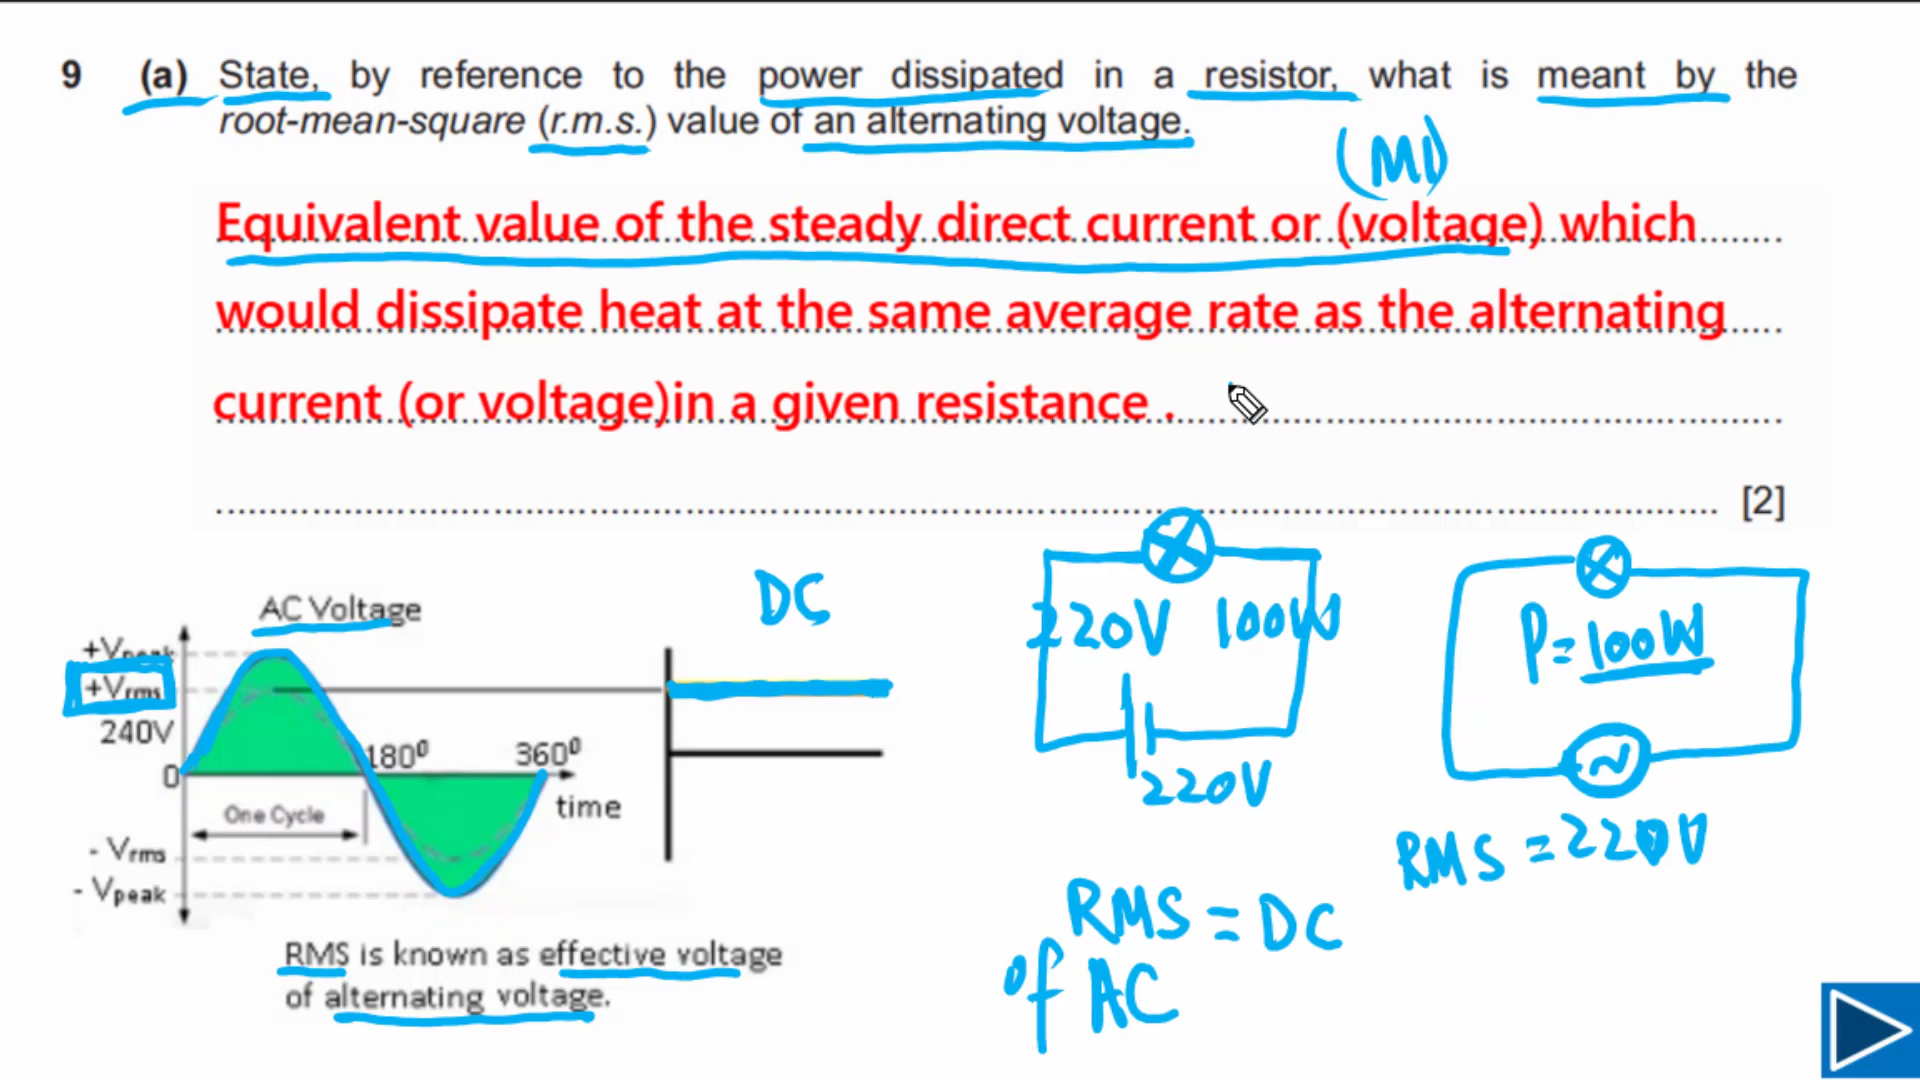 9 (a) State, by reference to the power dissipated in a resistor, what is meant by the
root-mean-square (r.m.s.) value of an alternating voltage.
(M1)
Equivalent value of the steady direct current or (voltage) which
would dissipate heat at the same average rate as the alternating
current (or voltage)in a given resistance .
[2]
AC Voltage
+Vpeak
+Vrms
240V
0
180⁰
360⁰
time
One Cycle
- Vrms
- Vpeak
RMS is known as effective voltage
of alternating voltage.
DC
220V 100W
220V
P=100W
RMS = 220V
RMS = DC
of AC